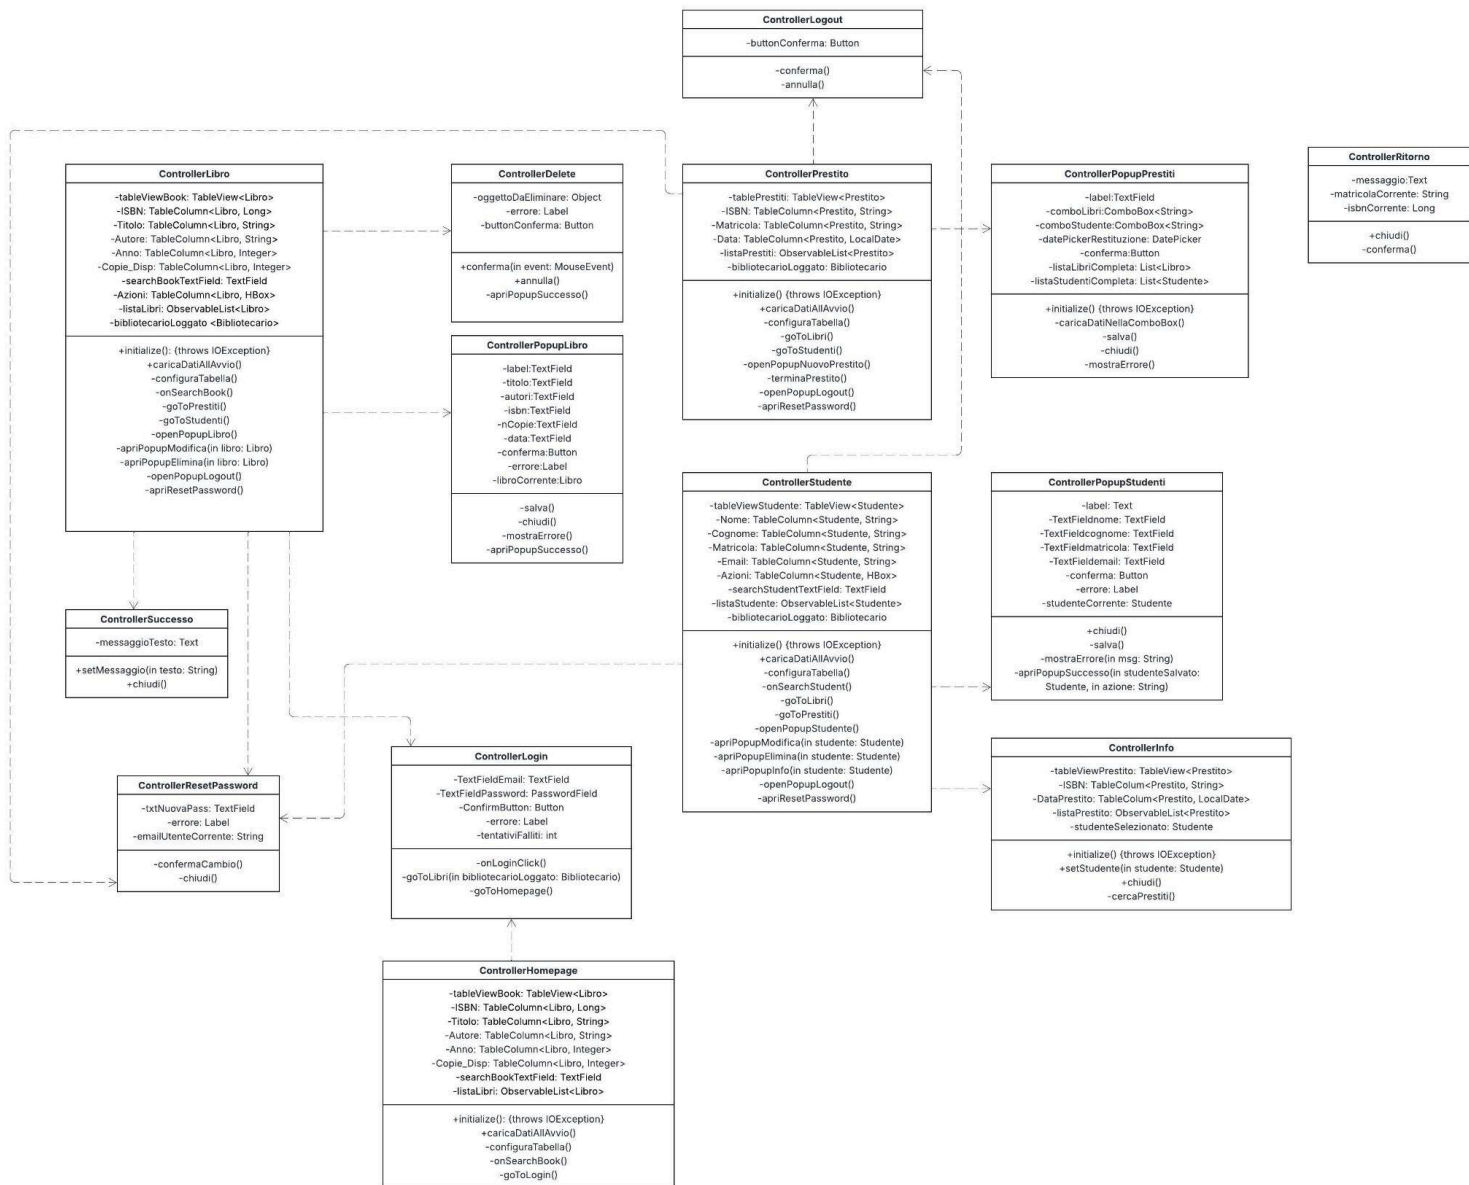 ControllerLogout
-buttonConferma: Button
-conferma()
-annulla()
ControllerLibro
-tableViewBook: TableView<Libro>
-ISBN: TableColumn<Libro, Long>
-Titolo: TableColumn<Libro, String>
-Autore: TableColumn<Libro, String>
-Anno: TableColumn<Libro, Integer>
-Copie_Disp: TableColumn<Libro, Integer>
-searchBookTextField: TextField
-Azioni: TableColumn<Libro, HBox>
-listaLibri: ObservableList<Libro>
-bibliotecarioLoggato <Bibliotecario>
+initialize(): {throws IOException}
+caricaDatiAllAvvio()
-configuraTabella()
-onSearchBook()
-goToPrestiti()
-goToStudenti()
-openPopupLibro()
-apriPopupModifica(in libro: Libro)
-apriPopupElimina(in libro: Libro)
-openPopupLogout()
-apriResetPassword()
ControllerDelete
-oggettoDaEliminare: Object
-errore: Label
-buttonConferma: Button
+conferma(in event: MouseEvent)
+annulla()
-apriPopupSuccesso()
ControllerPrestito
-tablePrestiti: TableView<Prestito>
-ISBN: TableColumn<Prestito, String>
-Matricola: TableColumn<Prestito, String>
-Data: TableColumn<Prestito, LocalDate>
-listaPrestiti: ObservableList<Prestito>
-bibliotecarioLoggato: Bibliotecario
+initialize() {throws IOException}
+caricaDatiAllAvvio()
-configuraTabella()
-goToLibri()
-goToStudenti()
-openPopupNuovoPrestito()
-terminaPrestito()
-openPopupLogout()
-apriResetPassword()
ControllerPopupPrestiti
-label:TextField
-comboLibri:ComboBox<String>
-comboStudente:ComboBox<String>
-datePickerRestituzione: DatePicker
-conferma:Button
-listaLibriCompleta: List<Libro>
-listaStudentiCompleta: List<Studente>
+initialize() {throws IOException}
-caricaDatiNellaComboBox()
-salva()
-chiudi()
-mostraErrore()
ControllerRitorno
-messaggio:Text
-matricolaCorrente: String
-isbnCorrente: Long
+chiudi()
-conferma()
ControllerPopupLibro
-label:TextField
-titolo:TextField
-autori:TextField
-isbn:TextField
-nCopie:TextField
-data:TextField
-conferma:Button
-errore:Label
-libroCorrente:Libro
-salva()
-chiudi()
-mostraErrore()
-apriPopupSuccesso()
ControllerStudente
-tableViewStudente: TableView<Studente>
-Nome: TableColumn<Studente, String>
-Cognome: TableColumn<Studente, String>
-Matricola: TableColumn<Studente, String>
-Email: TableColumn<Studente, String>
-Azioni: TableColumn<Studente, HBox>
-searchStudentTextField: TextField
-listaStudente: ObservableList<Studente>
-bibliotecarioLoggato: Bibliotecario
+initialize() {throws IOException}
+caricaDatiAllAvvio()
-configuraTabella()
-onSearchStudent()
-goToLibri()
-goToPrestiti()
-openPopupStudente()
-apriPopupModifica(in studente: Studente)
-apriPopupElimina(in studente: Studente)
-apriPopupInfo(in studente: Studente)
-openPopupLogout()
-apriResetPassword()
ControllerPopupStudenti
-label: Text
-TextFieldnome: TextField
-TextFieldcognome: TextField
-TextFieldmatricola: TextField
-TextFieldemail: TextField
-conferma: Button
-errore: Label
-studenteCorrente: Studente
+chiudi()
-salva()
-mostraErrore(in msg: String)
-apriPopupSuccesso(in studenteSalvato:
Studente, in azione: String)
ControllerSuccesso
-messaggioTesto: Text
+setMessaggio(in testo: String)
+chiudi()
ControllerResetPassword
-txtNuovaPass: TextField
-errore: Label
-emailUtenteCorrente: String
-confermaCambio()
-chiudi()
ControllerLogin
-TextFieldEmail: TextField
-TextFieldPassword: PasswordField
-ConfirmButton: Button
-errore: Label
-tentativiFalliti: int
-onLoginClick()
-goToLibri(in bibliotecarioLoggato: Bibliotecario)
-goToHomepage()
ControllerInfo
-tableViewPrestito: TableView<Prestito>
-ISBN: TableColum<Prestito, String>
-DataPrestito: TableColum<Prestito, LocalDate>
-listaPrestito: ObservableList<Prestito>
-studenteSelezionato: Studente
+initialize() {throws IOException}
+setStudente(in studente: Studente)
+chiudi()
-cercaPrestiti()
ControllerHomepage
-tableViewBook: TableView<Libro>
-ISBN: TableColumn<Libro, Long>
-Titolo: TableColumn<Libro, String>
-Autore: TableColumn<Libro, String>
-Anno: TableColumn<Libro, Integer>
-Copie_Disp: TableColumn<Libro, Integer>
-searchBookTextField: TextField
-listaLibri: ObservableList<Libro>
+initialize(): {throws IOException}
+caricaDatiAllAvvio()
-configuraTabella()
-onSearchBook()
-goToLogin()